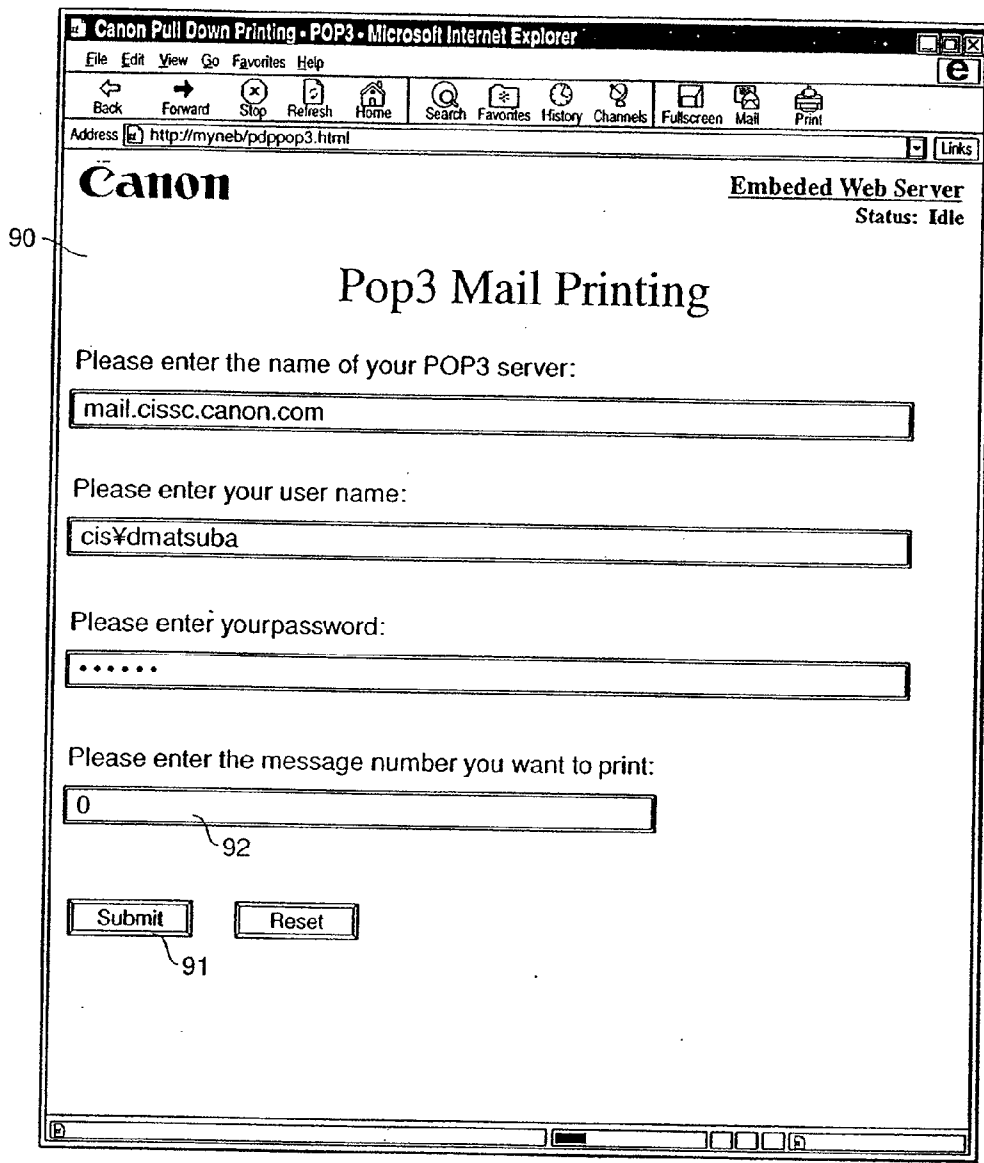 Canon Pull Down Printing - POP3 - Microsoft Internet Explorer
File Edit View Go Favorites Help
Back Forward Stop Refresh Home Search Favorites History Channels Fullscreen Mail Print
Address http://myneb/pdppop3.html Links
Canon
Embeded Web Server
Status: Idle
90
Pop3 Mail Printing
Please enter the name of your POP3 server:
mail.cissc.canon.com
Please enter your user name:
cis¥dmatsuba
Please enter yourpassword:
••••••
Please enter the message number you want to print:
0
92
Submit Reset
91